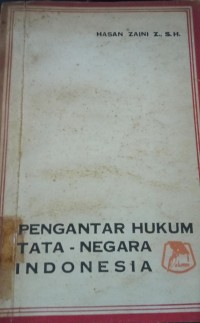 HASAN ZAINI Z., S.H.
PENGANTAR HUKUM
TATA - NEGARA
INDONESIA